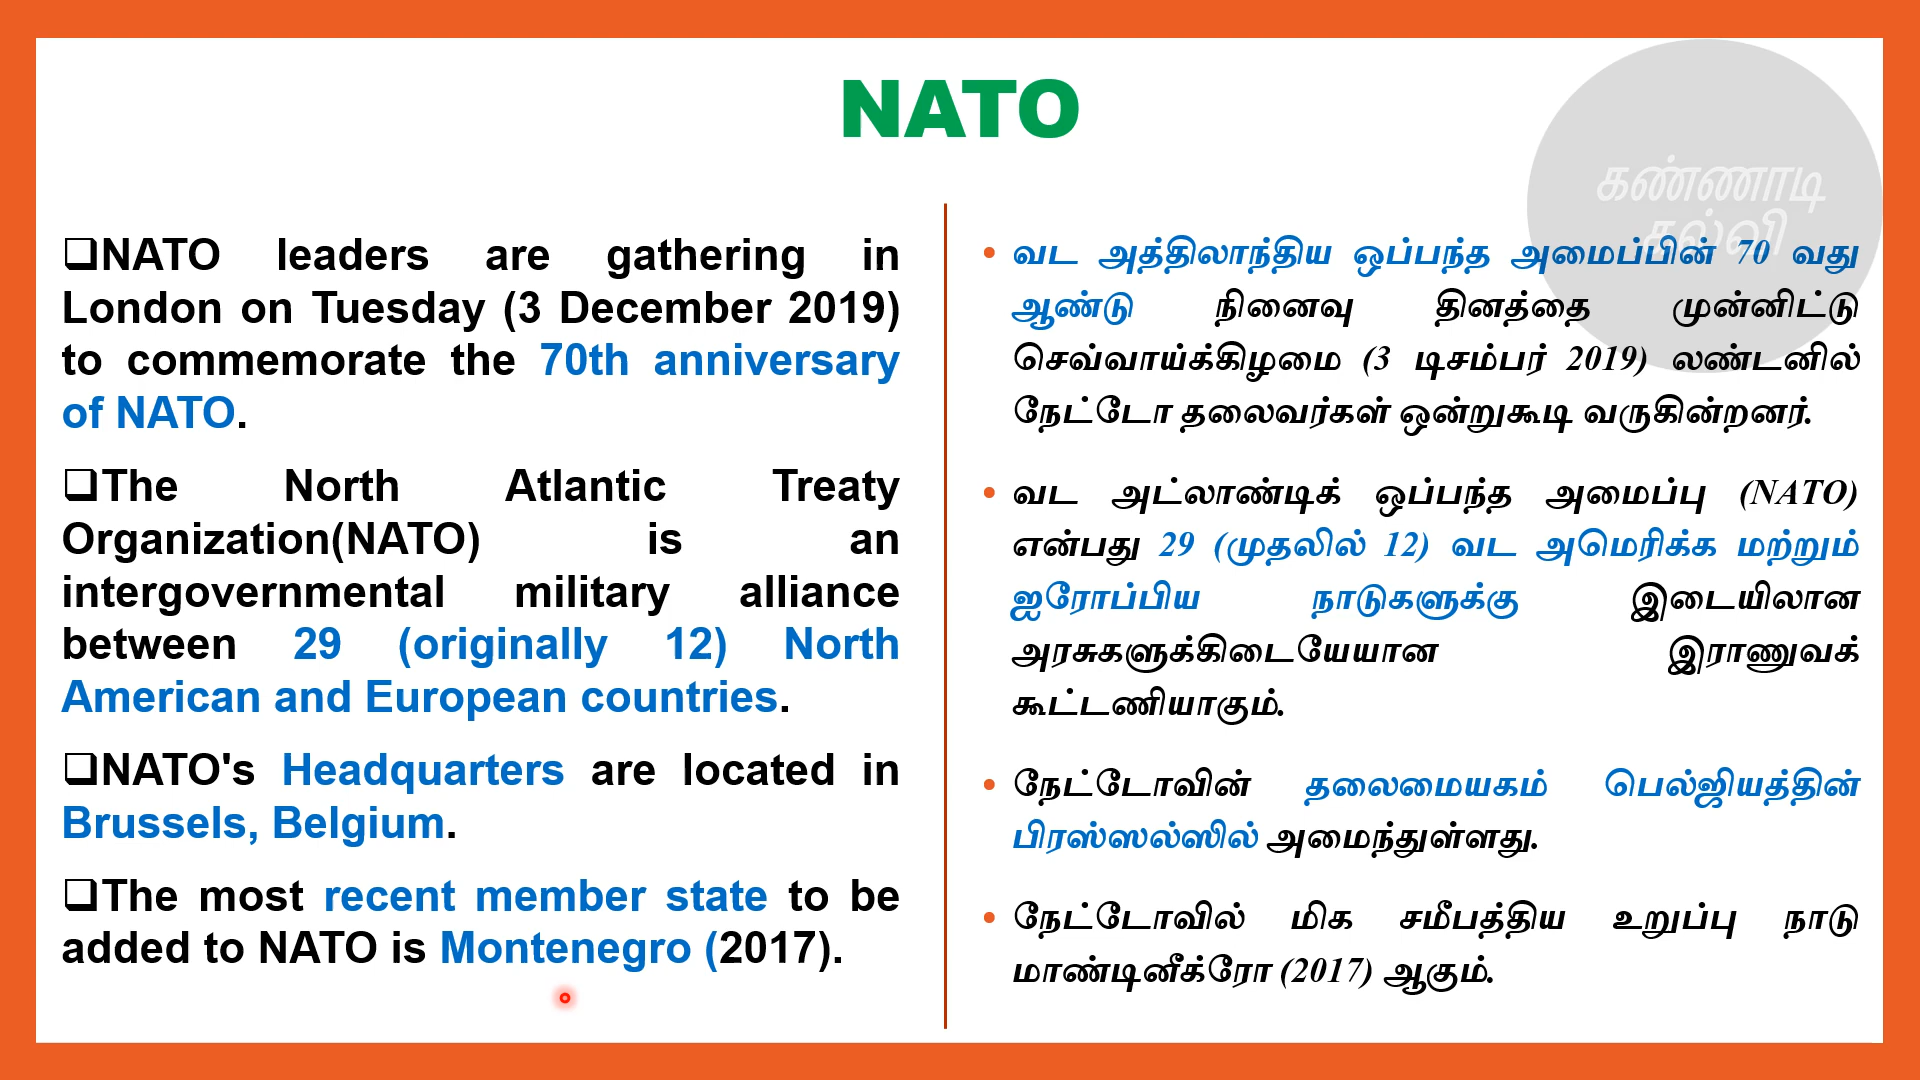 NATO
கண்ணாடி
கல்வி
❑NATO leaders are gathering in
London on Tuesday (3 December 2019)
to commemorate the 70th anniversary
of NATO.
❑The North Atlantic Treaty
Organization(NATO) is an
intergovernmental military alliance
between 29 (originally 12) North
American and European countries.
❑NATO's Headquarters are located in
Brussels, Belgium.
❑The most recent member state to be
added to NATO is Montenegro (2017).
• வட அத்திலாந்திய ஒப்பந்த அமைப்பின் 70 வது
ஆண்டு நினைவு தினத்தை முன்னிட்டு
செவ்வாய்க்கிழமை (3 டிசம்பர் 2019) லண்டனில்
நேட்டோ தலைவர்கள் ஒன்றுகூடி வருகின்றனர்.
• வட அட்லாண்டிக் ஒப்பந்த அமைப்பு (NATO)
என்பது 29 (முதலில் 12) வட அமெரிக்க மற்றும்
ஐரோப்பிய நாடுகளுக்கு இடையிலான
அரசுகளுக்கிடையேயான இராணுவக்
கூட்டணியாகும்.
• நேட்டோவின் தலைமையகம் பெல்ஜியத்தின்
பிரஸ்ஸல்ஸில் அமைந்துள்ளது.
• நேட்டோவில் மிக சமீபத்திய உறுப்பு நாடு
மாண்டினீக்ரோ (2017) ஆகும்.